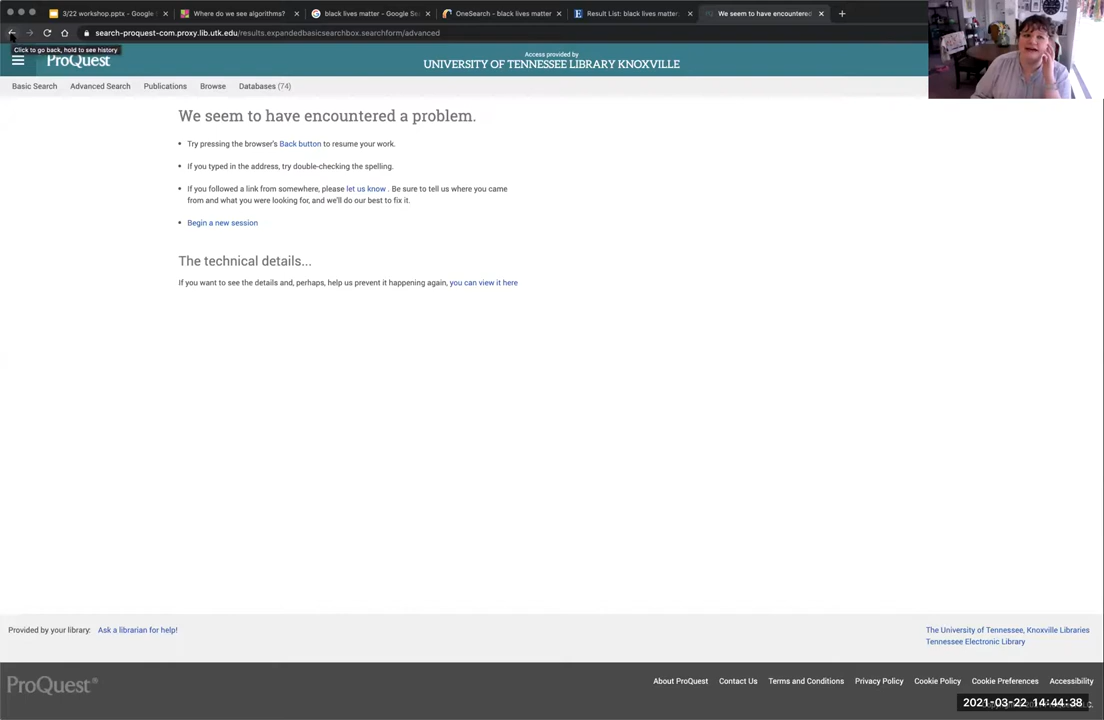 3/22 workshop.pptx - Google
Where do we see algorithms?
black lives matter - Google Se
OneSearch - black lives matter
Result List: black lives matter
We seem to have encountered
search-proquest-com.proxy.lib.utk.edu/results.expandedbasicsearchbox.searchform/advanced
Click to go back, hold to see history
ProQuest
Access provided by
UNIVERSITY OF TENNESSEE LIBRARY KNOXVILLE
Basic Search
Advanced Search
Publications
Browse
Databases (74)
We seem to have encountered a problem.
Try pressing the browser's Back button to resume your work.
If you typed in the address, try double-checking the spelling.
If you followed a link from somewhere, please let us know . Be sure to tell us where you came
from and what you were looking for, and we'll do our best to fix it.
Begin a new session
The technical details...
If you want to see the details and, perhaps, help us prevent it happening again, you can view it here
Provided by your library: Ask a librarian for help!
The University of Tennessee, Knoxville Libraries
Tennessee Electronic Library
ProQuest®
About ProQuest
Contact Us
Terms and Conditions
Privacy Policy
Cookie Policy
Cookie Preferences
Accessibility
2021-03-22 14:44:38